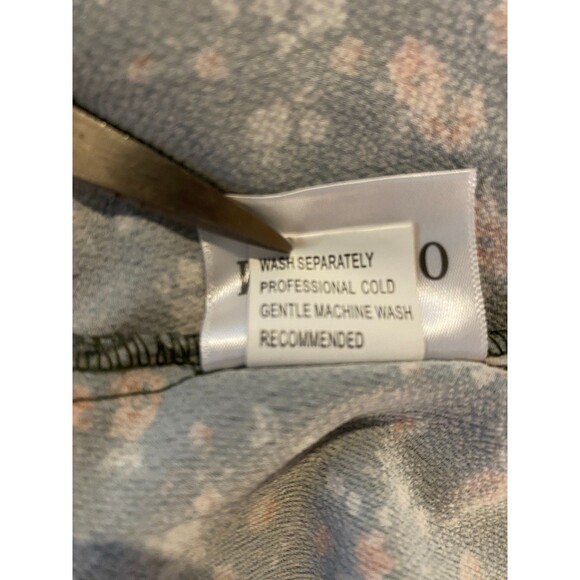 WASH SEPARATELY
PROFESSIONAL COLD
GENTLE MACHINE WASH
RECOMMENDED